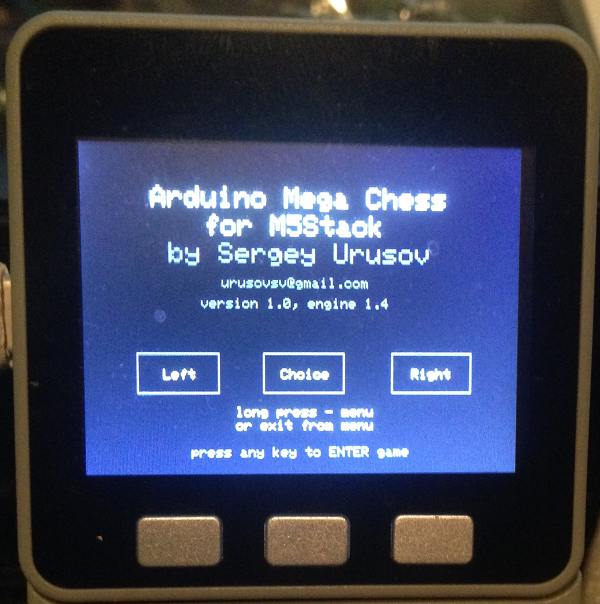 Arduino Mega Chess
for M5Stack
by Sergey Urusov
urusovsv@gmail.com
version 1.0, engine 1.4
Left Choice Right
long press - menu
or exit from menu
press any key to ENTER game